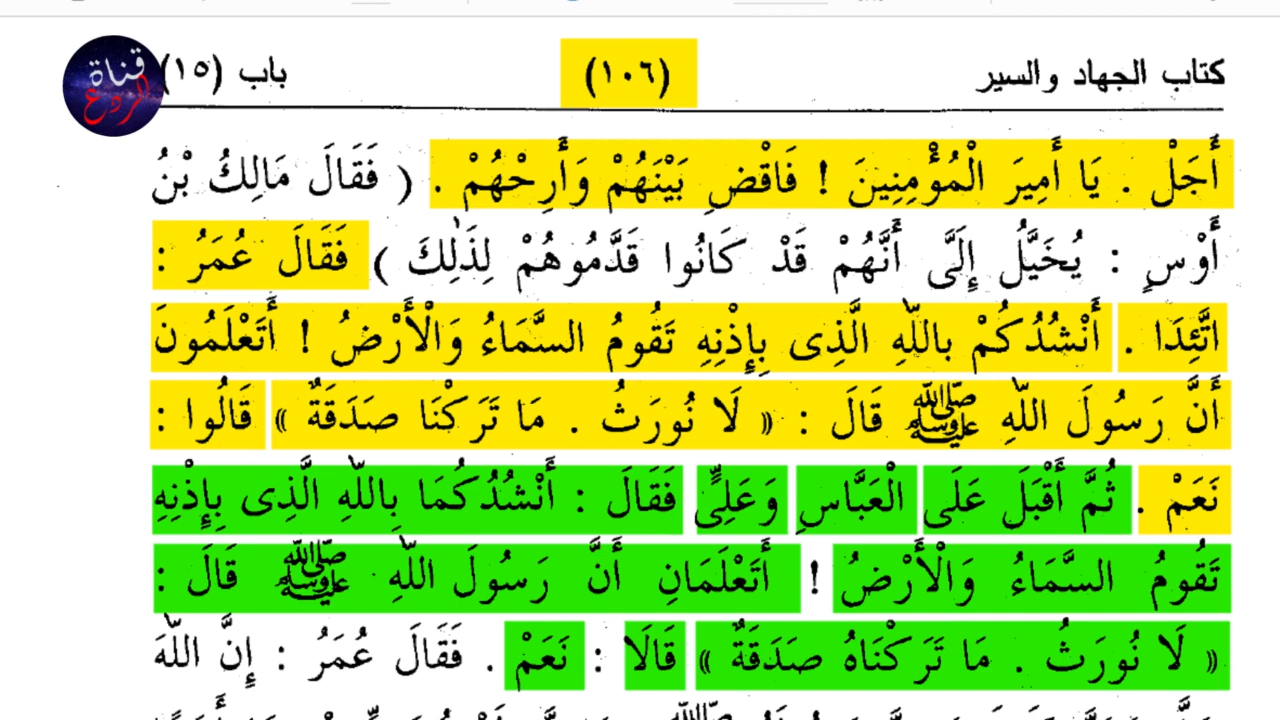 كتاب الجهاد والسير (١٠٦) باب (١٥)
قناة
الردع
أَجَلْ . يَا أَمِيرَ الْمُؤْمِنِينَ ! فَاقْضِ بَيْنَهُمْ وَأَرِحْهُمْ . ( فَقَالَ مَالِكُ بْنُ
أَوْسٍ : يُخَيَّلُ إِلَىَّ أَنَّهُمْ قَدْ كَانُوا قَدَّمُوهُمْ لِذَٰلِكَ ) فَقَالَ عُمَرُ :
اتَّئِدَا . أَنْشُدُكُمْ بِاللّٰهِ الَّذِى بِإِذْنِهِ تَقُومُ السَّمَاءُ وَالْأَرْضُ ! أَتَعْلَمُونَ
أَنَّ رَسُولَ اللّٰهِ ﷺ قَالَ : « لَا نُورَثُ . مَا تَرَكْنَا صَدَقَةٌ » قَالُوا :
نَعَمْ . ثُمَّ أَقْبَلَ عَلَى الْعَبَّاسِ وَعَلِىٍّ فَقَالَ : أَنْشُدُكُمَا بِاللّٰهِ الَّذِى بِإِذْنِهِ
تَقُومُ السَّمَاءُ وَالْأَرْضُ ! أَتَعْلَمَانِ أَنَّ رَسُولَ اللّٰهِ ﷺ قَالَ :
« لَا نُورَثُ . مَا تَرَكْنَاهُ صَدَقَةٌ » قَالَا : نَعَمْ . فَقَالَ عُمَرُ : إِنَّ اللّٰهَ